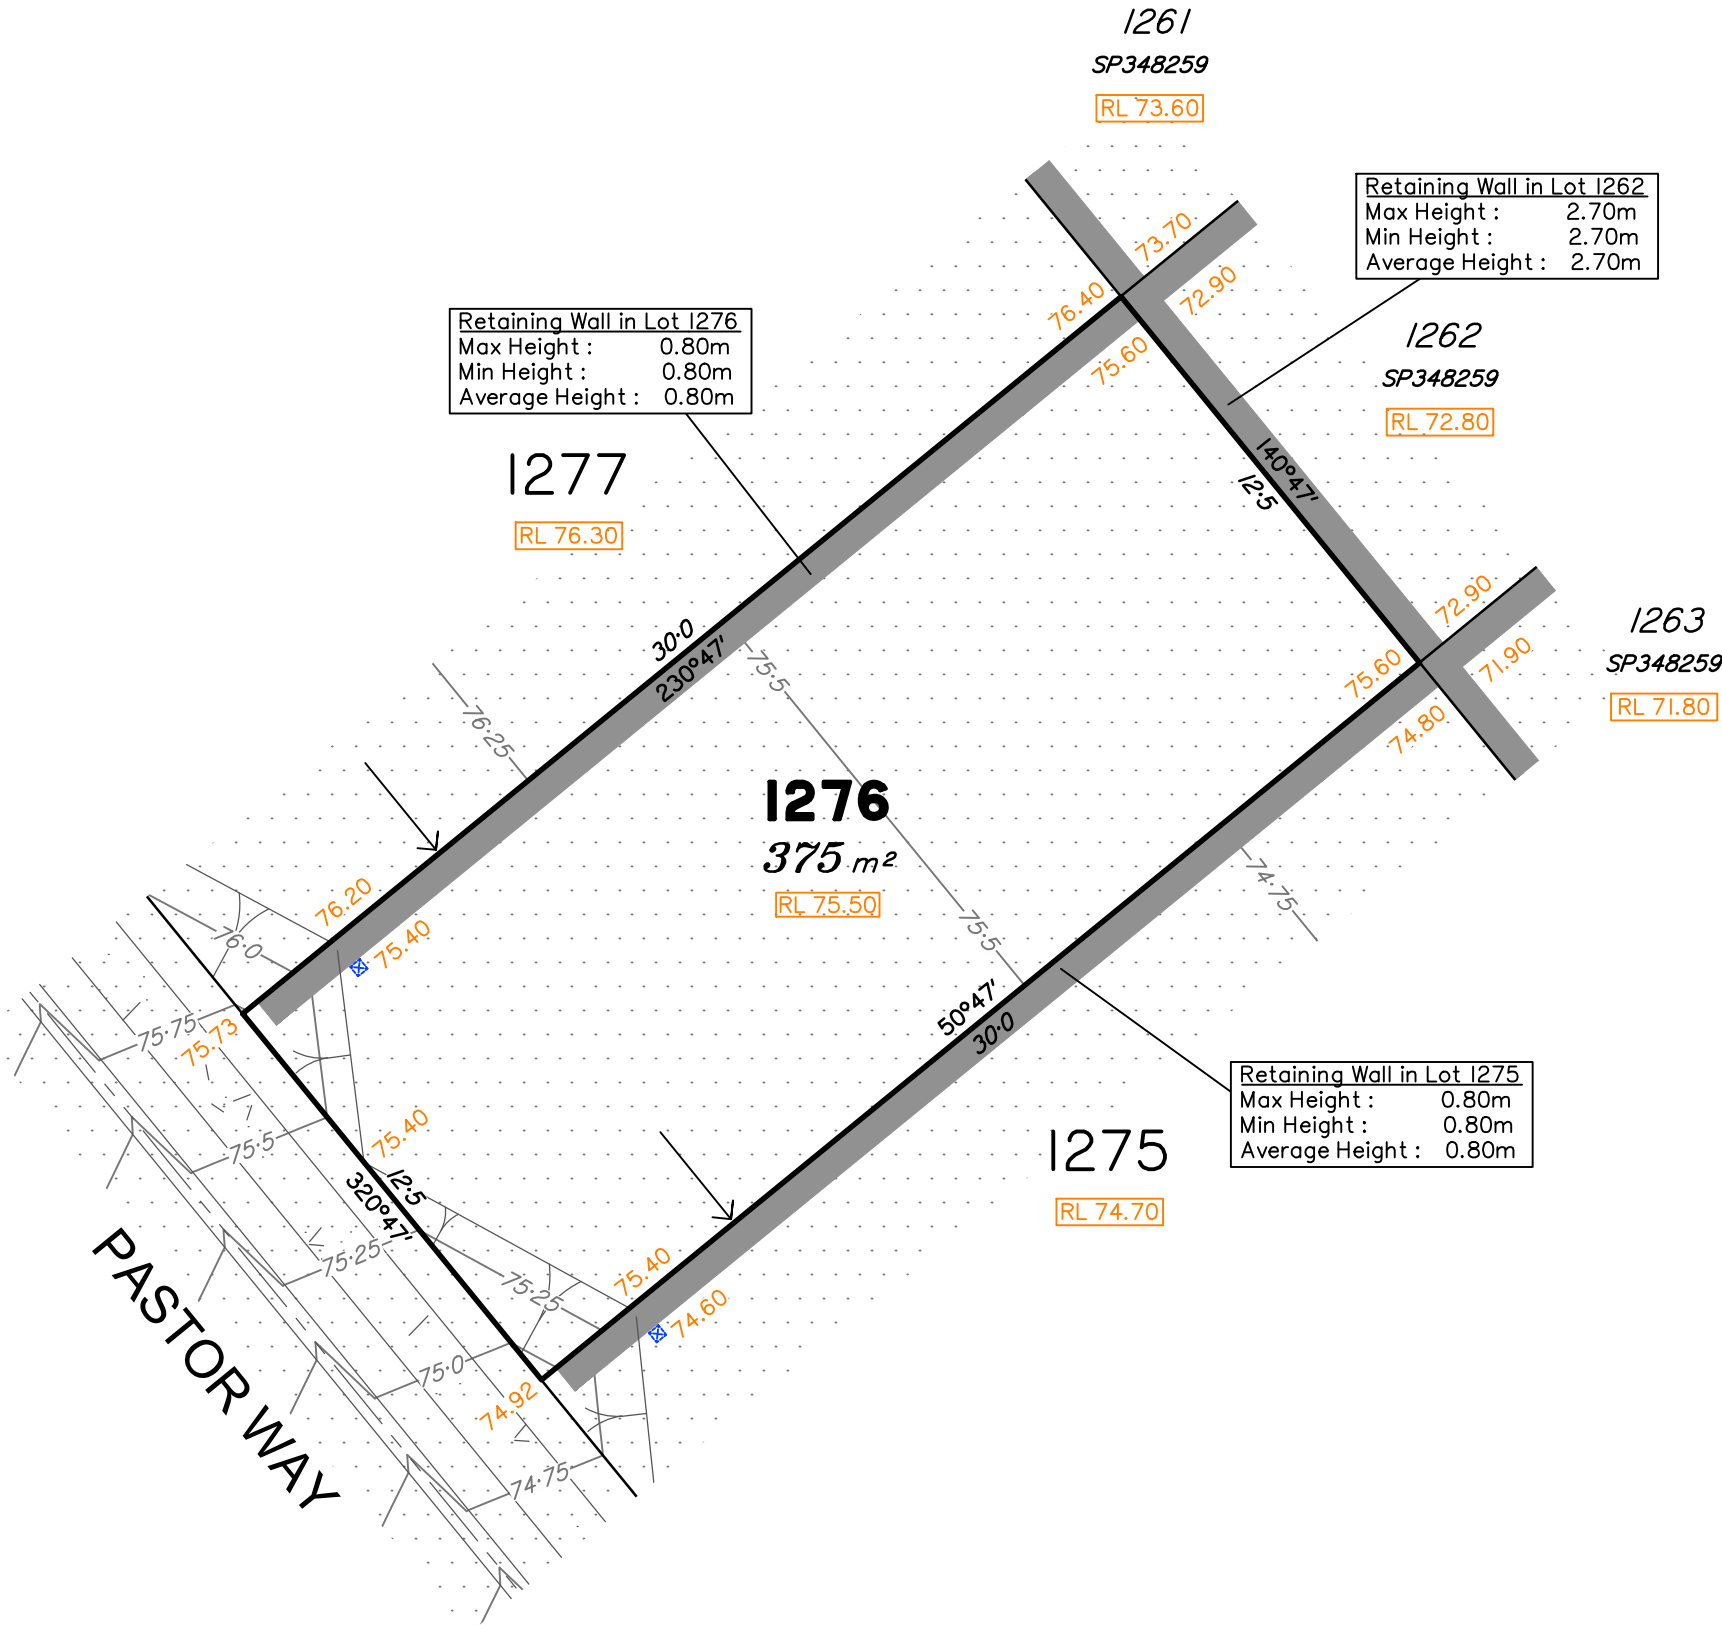 1261
SP348259
RL 73.60
Retaining Wall in Lot 1262
Max Height : 2.70m
Min Height : 2.70m
Average Height : 2.70m
73.70
76.40
72.90
75.60
1262
SP348259
RL 72.80
Retaining Wall in Lot 1276
Max Height : 0.80m
Min Height : 0.80m
Average Height : 0.80m
1277
RL 76.30
140°47'
12·5
72.90
75.60
71.90
74.80
1263
SP348259
RL 71.80
30·0
230°47'
75·5
76·25
1276
375 m²
RL 75.50
76.20
75.40
76·0
75·5
74·75
75·75
75.73
50°47'
30·0
Retaining Wall in Lot 1275
Max Height : 0.80m
Min Height : 0.80m
Average Height : 0.80m
75·5
75.40
12·5
320°47'
1275
RL 74.70
75·25
75·25
75.40
74.60
PASTOR WAY
75·0
74.92
74·75